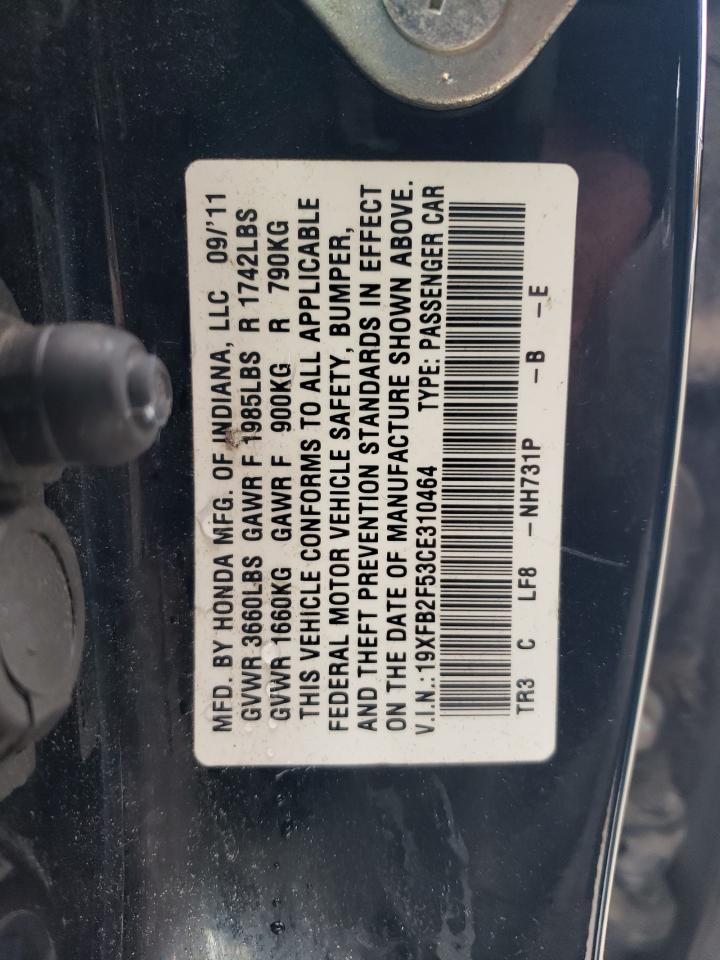 MFD. BY HONDA MFG. OF INDIANA, LLC 09/'11
GVWR 3660LBS GAWR F 1985LBS R 1742LBS
GVWR 1660KG GAWR F 900KG R 790KG
THIS VEHICLE CONFORMS TO ALL APPLICABLE
FEDERAL MOTOR VEHICLE SAFETY, BUMPER,
AND THEFT PREVENTION STANDARDS IN EFFECT
ON THE DATE OF MANUFACTURE SHOWN ABOVE.
V.I.N.:19XFB2F53CE310464 TYPE: PASSENGER CAR
TR3 C LF8 -NH731P -B -E